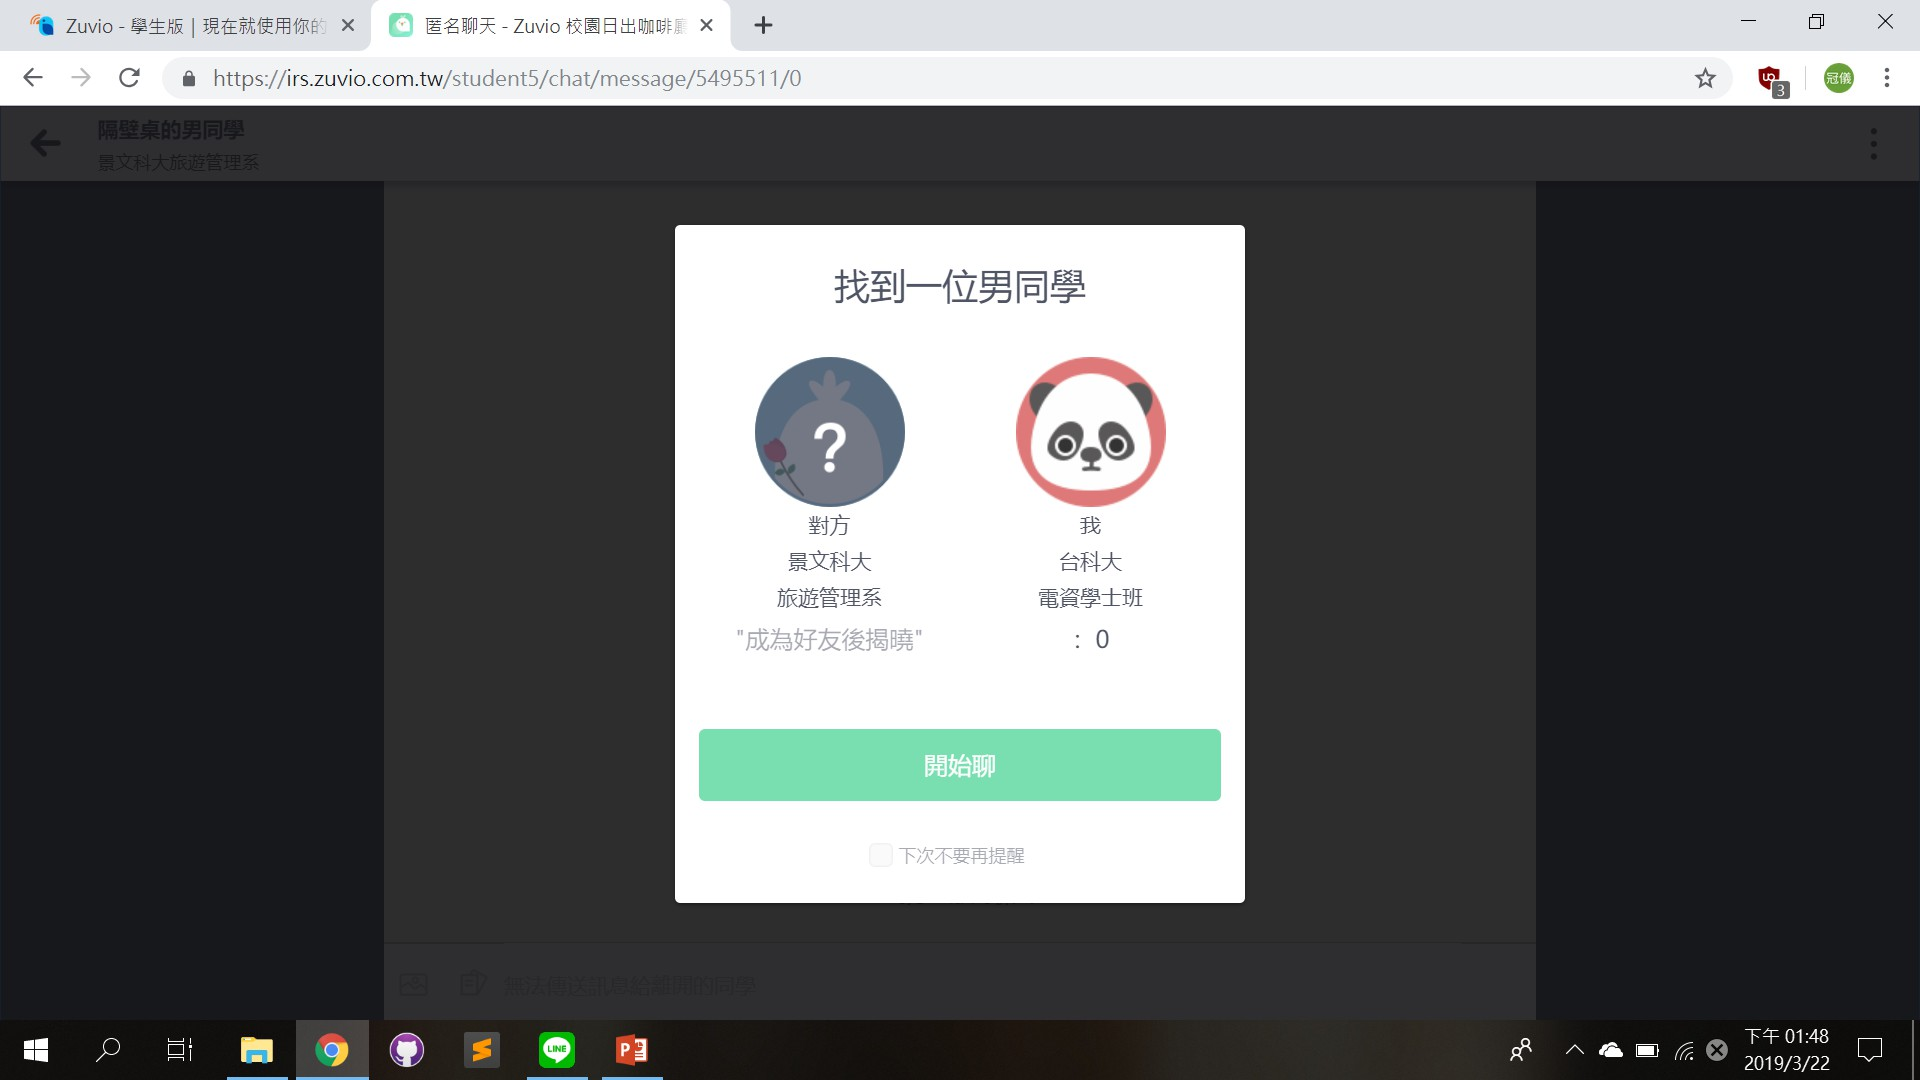 Zuvio - 學生版 | 現在就使用你的
匿名聊天 - Zuvio 校園日出咖啡廳
https://irs.zuvio.com.tw/student5/chat/message/5495511/0
3
冠儀
隔壁桌的男同學
景文科大旅遊管理系
找到一位男同學
?
對方
景文科大
旅遊管理系
"成為好友後揭曉"
我
台科大
電資學士班
： 0
開始聊
下次不要再提醒
無法傳送訊息給離開的同學
LINE
下午 01:48
2019/3/22